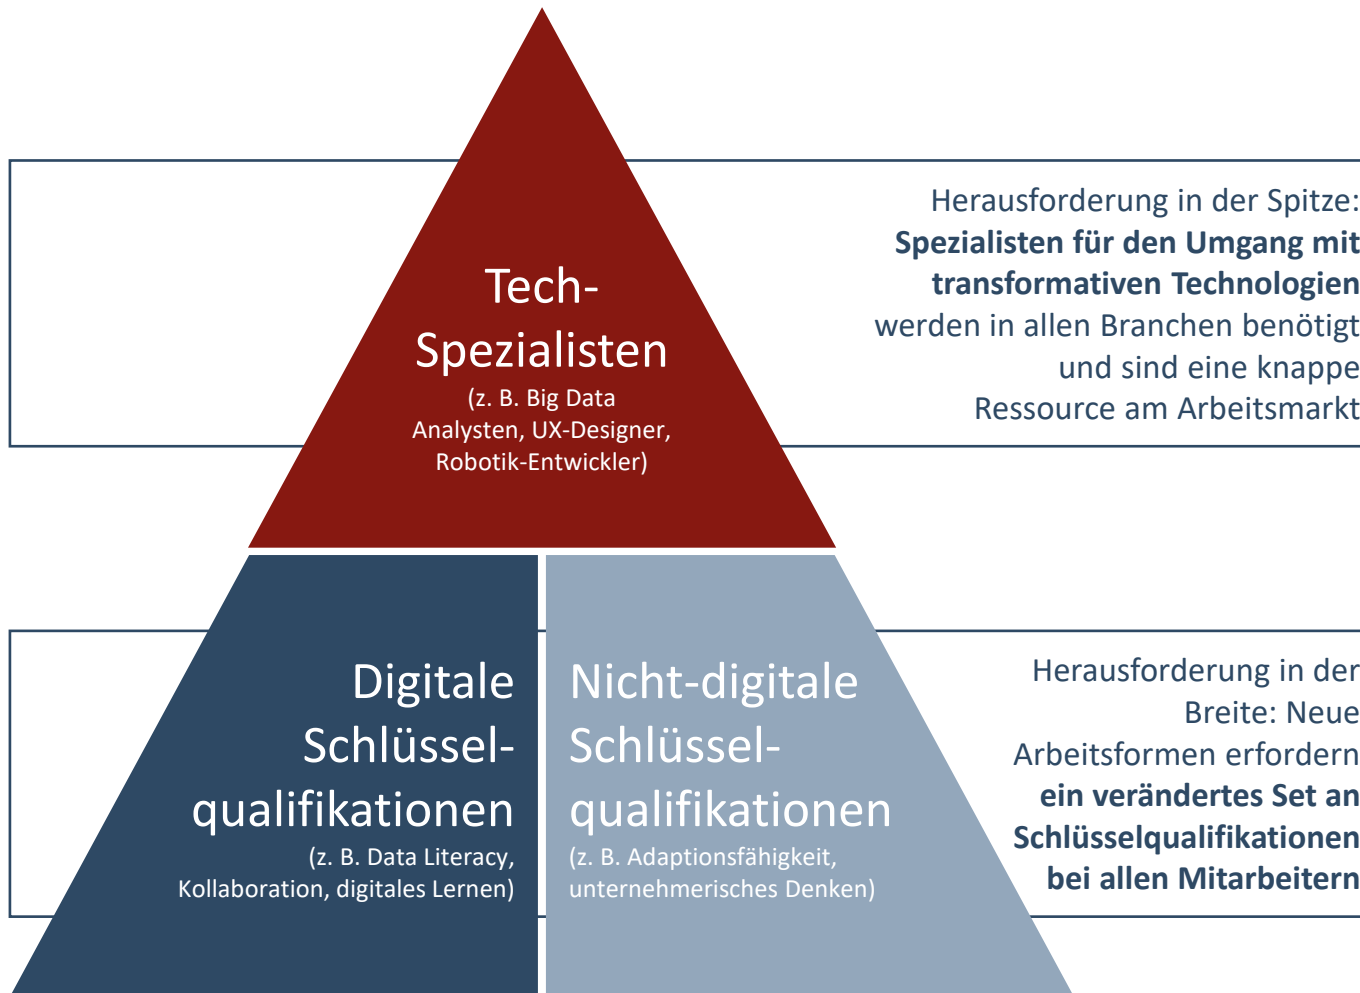 Herausforderung in der Spitze:
Spezialisten für den Umgang mit
transformativen Technologien
werden in allen Branchen benötigt
und sind eine knappe
Ressource am Arbeitsmarkt
Tech-
Spezialisten
(z. B. Big Data
Analysten, UX-Designer,
Robotik-Entwickler)
Digitale
Schlüssel-
qualifikationen
(z. B. Data Literacy,
Kollaboration, digitales Lernen)
Nicht-digitale
Schlüssel-
qualifikationen
(z. B. Adaptionsfähigkeit,
unternehmerisches Denken)
Herausforderung in der
Breite: Neue
Arbeitsformen erfordern
ein verändertes Set an
Schlüsselqualifikationen
bei allen Mitarbeitern